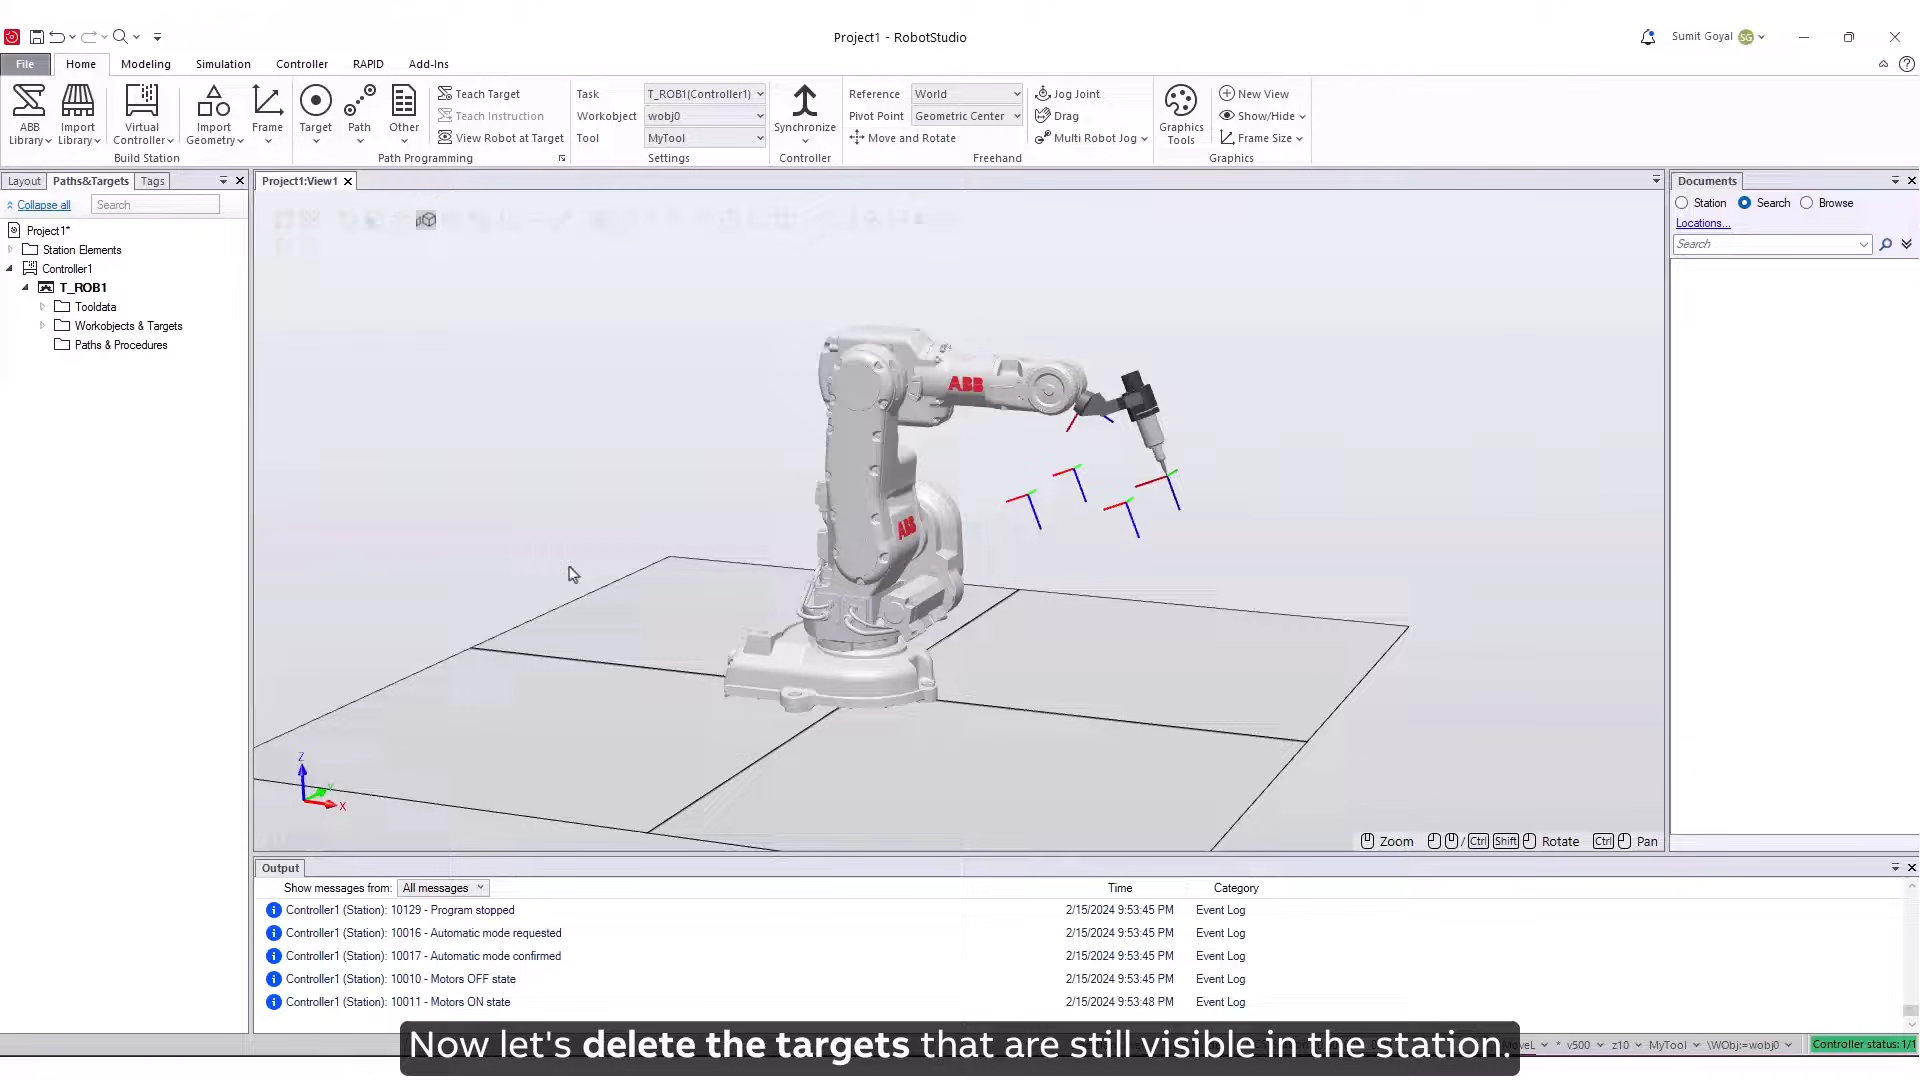 Project1 - RobotStudio
Sumit Goyal SG
File Home Modeling Simulation Controller RAPID Add-Ins
ABB Library
Import Library
Virtual Controller
Import Geometry
Frame
Build Station
Target
Path
Other
Teach Target
Teach Instruction
View Robot at Target
Path Programming
Task T_ROB1(Controller1)
Workobject wobj0
Tool MyTool
Settings
Synchronize
Controller
Reference World
Pivot Point Geometric Center
Move and Rotate
Jog Joint
Drag
Multi Robot Jog
Freehand
Graphics Tools
New View
Show/Hide
Frame Size
Graphics
Layout Paths&Targets Tags
Collapse all Search
Project1*
Station Elements
Controller1
T_ROB1
Tooldata
Workobjects & Targets
Paths & Procedures
Project1:View1
ABB
ABB
Z
Y
X
Zoom / Ctrl Shift Rotate Ctrl Pan
Documents
Station Search Browse
Locations...
Search
Output
Show messages from: All messages Time Category
Controller1 (Station): 10129 - Program stopped 2/15/2024 9:53:45 PM Event Log
Controller1 (Station): 10016 - Automatic mode requested 2/15/2024 9:53:45 PM Event Log
Controller1 (Station): 10017 - Automatic mode confirmed 2/15/2024 9:53:45 PM Event Log
Controller1 (Station): 10010 - Motors OFF state 2/15/2024 9:53:45 PM Event Log
Controller1 (Station): 10011 - Motors ON state 2/15/2024 9:53:48 PM Event Log
Now let's delete the targets that are still visible in the station.
* v500 z10 MyTool \WObj:=wobj0 Controller status: 1/1